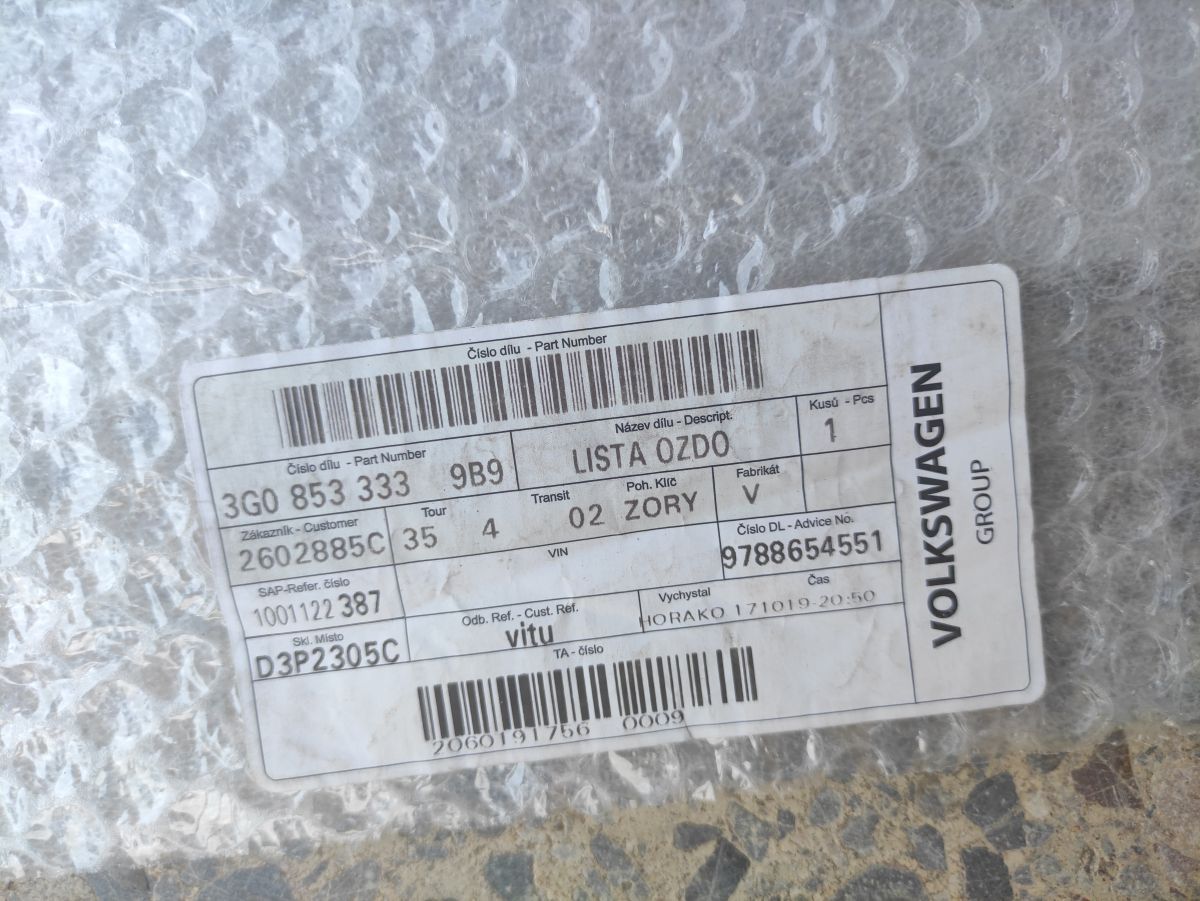 Číslo dílu - Part Number
Číslo dílu - Part Number
3G0 853 333 9B9
Název dílu - Descript.
LISTA OZDO
Kusů - Pcs
1
Zákazník - Customer
2602885C
Tour
35 4
Transit
02
Poh. Klíč
ZORY
Fabrikát
V
SAP-Refer. číslo
1001122 387
VIN
Číslo DL - Advice No.
9788654551
Skl. Místo
D3P2305C
Odb. Ref. - Cust. Ref.
vitu
Vychystal
Čas
HORAKO 171019-20:50
TA - číslo
2060191756 0009
VOLKSWAGEN
GROUP